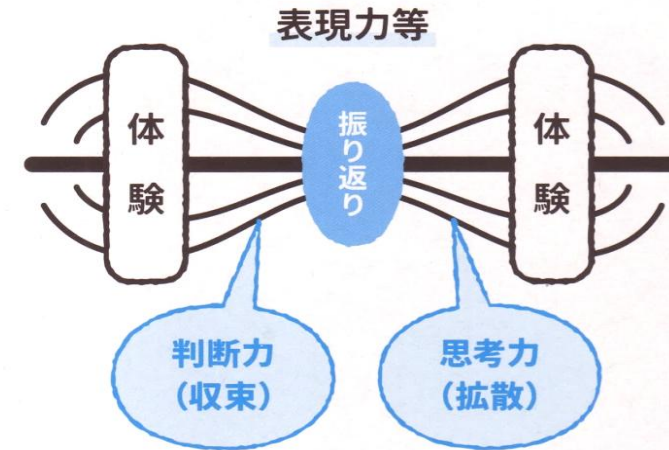 表現力等
体験
振り返り
体験
判断力
（収束）
思考力
（拡散）